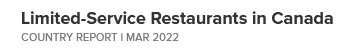 Limited-Service Restaurants in Canada
COUNTRY REPORT | MAR 2022